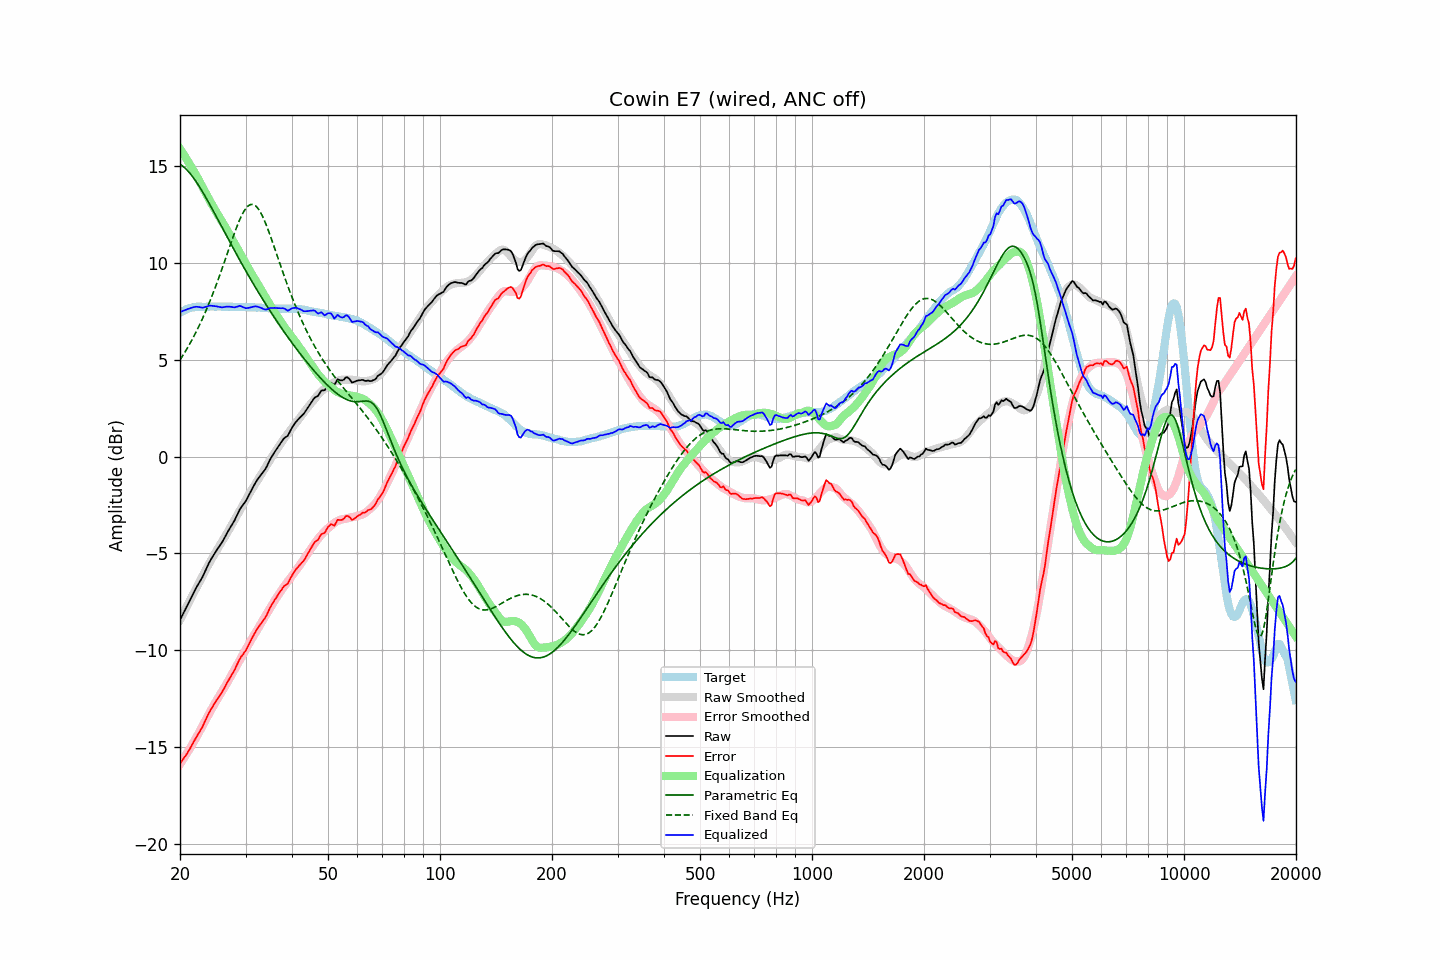 Cowin E7 (wired, ANC off)
Amplitude (dBr)
15
10
5
0
−5
−10
−15
−20
Target
Raw Smoothed
Error Smoothed
Raw
Error
Equalization
Parametric Eq
Fixed Band Eq
Equalized
20 50 100 200 500 1000 2000 5000 10000 20000
Frequency (Hz)